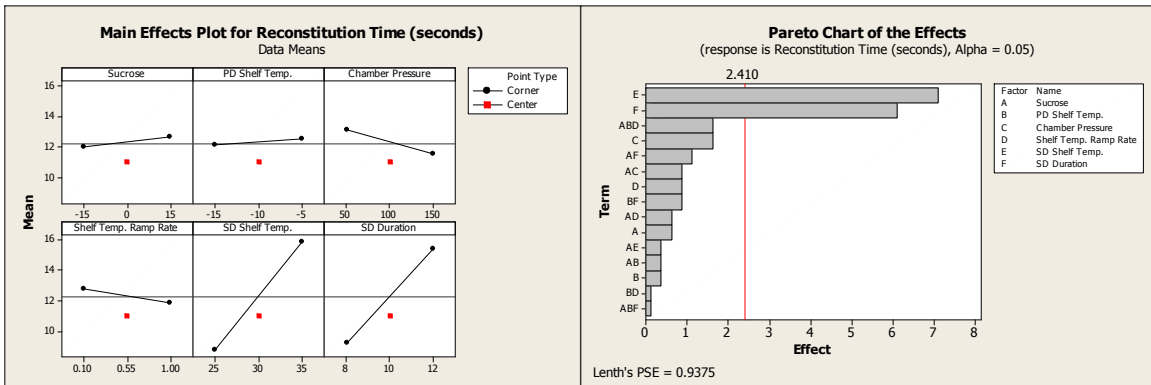 Main Effects Plot for Reconstitution Time (seconds)
Data Means
Sucrose PD Shelf Temp. Chamber Pressure
16
14
12
10
-15 0 15 -15 -10 -5 50 100 150
Shelf Temp. Ramp Rate SD Shelf Temp. SD Duration
16
14
12
10
0.10 0.55 1.00 25 30 35 8 10 12
Mean
Point Type
Corner
Center
Pareto Chart of the Effects
(response is Reconstitution Time (seconds), Alpha = 0.05)
2.410
E
F
ABD
C
AF
AC
D
BF
AD
A
AE
AB
B
BD
ABF
Term
0 1 2 3 4 5 6 7 8
Effect
Lenth's PSE = 0.9375
Factor Name
A Sucrose
B PD Shelf Temp.
C Chamber Pressure
D Shelf Temp. Ramp Rate
E SD Shelf Temp.
F SD Duration